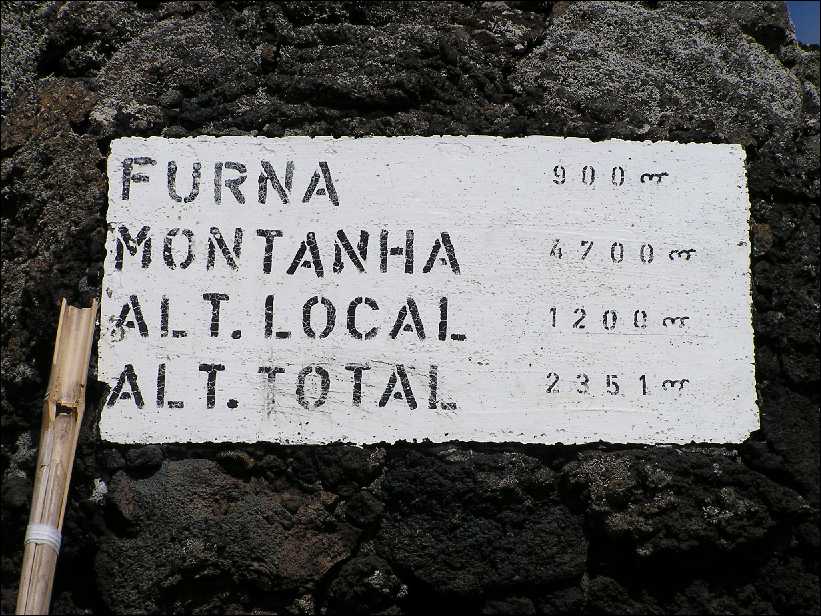 FURNA 900 m
MONTANHA 4700 m
ALT. LOCAL 1200 m
ALT. TOTAL 2351 m